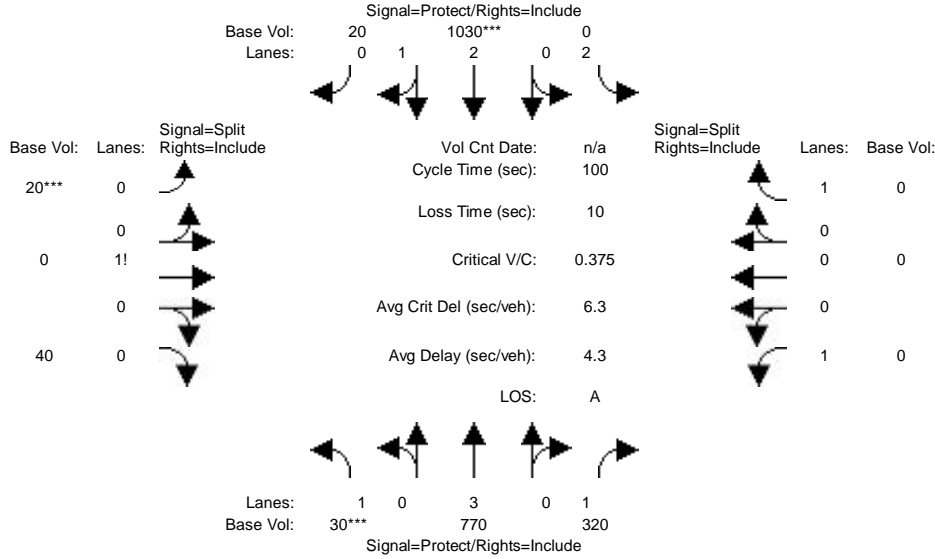 Signal=Protect/Rights=Include
Base Vol: 20 1030*** 0
Lanes: 0 1 2 0 2
Signal=Split
Rights=Include
Base Vol: Lanes:
20*** 0
0
0 1!
0
40 0
Vol Cnt Date: n/a
Cycle Time (sec): 100
Loss Time (sec): 10
Critical V/C: 0.375
Avg Crit Del (sec/veh): 6.3
Avg Delay (sec/veh): 4.3
LOS: A
Signal=Split
Rights=Include
Lanes: Base Vol:
1 0
0
0 0
0
1 0
Lanes: 1 0 3 0 1
Base Vol: 30*** 770 320
Signal=Protect/Rights=Include